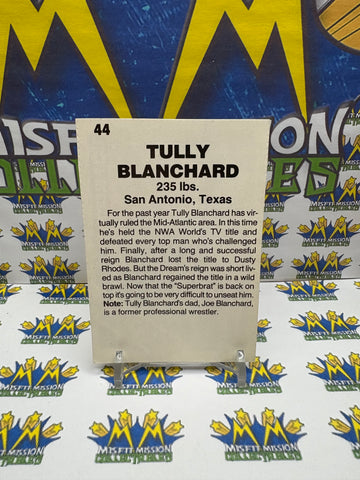 MISFIT MISSION
COLLECTIBLES
44
TULLY
BLANCHARD
235 lbs.
San Antonio, Texas
For the past year Tully Blanchard has vir-
tually ruled the Mid-Atlantic area. In this time
he's held the NWA World's TV title and
defeated every top man who's challenged
him. Finally, after a long and successful
reign Blanchard lost the title to Dusty
Rhodes. But the Dream's reign was short liv-
ed as Blanchard regained the title in a wild
brawl. Now that the "Superbrat" is back on
top it's going to be very difficult to unseat him.
Note: Tully Blanchard's dad, Joe Blanchard,
is a former professional wrestler.
MISFIT MISSION
COLLECTIBLES